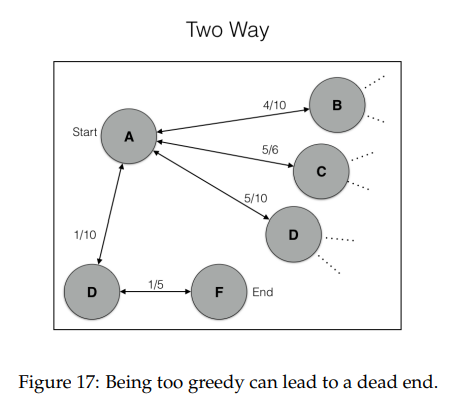 Two Way
Start
A
4/10
B
5/6
C
5/10
D
1/10
D
1/5
F
End
Figure 17: Being too greedy can lead to a dead end.